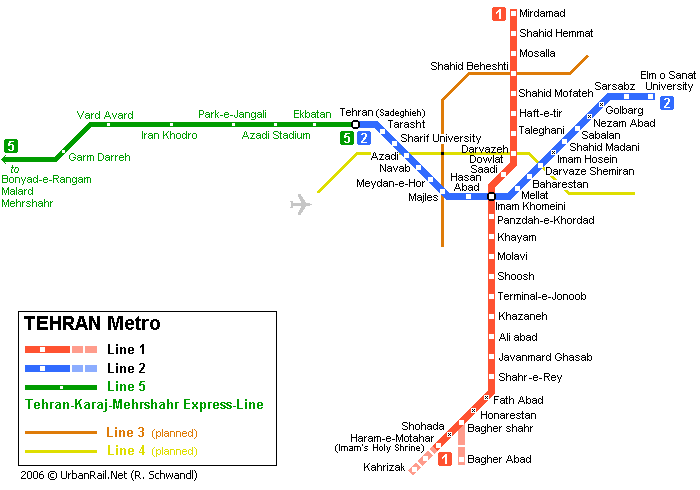 1
Mirdamad
Shahid Hemmat
Mosalla
Shahid Beheshti
Shahid Mofateh
Haft-e-tir
Taleghani
Darvazeh
Dowlat
Saadi
Elm o Sanat
University
2
Sarsabz
Golbarg
Nezam Abad
Sabalan
Shahid Madani
Imam Hosein
Darvaze Shemiran
Baharestan
Mellat
Imam Khomeini
Tehran (Sadeghieh)
5
2
Tarasht
Sharif University
Azadi
Navab
Meydan-e-Hor
Majles
Hasan
Abad
Vard Avard
Park-e-Jangali
Ekbatan
Iran Khodro
Azadi Stadium
Garm Darreh
5
to
Bonyad-e-Rangam
Malard
Mehrshahr
Panzdah-e-Khordad
Khayam
Molavi
Shoosh
Terminal-e-Jonoob
Khazaneh
Ali abad
Javanmard Ghasab
Shahr-e-Rey
Fath Abad
Honarestan
Bagher shahr
Shohada
Haram-e-Motahar
(Imam's Holy Shrine)
1
Kahrizak
Bagher Abad
TEHRAN Metro
Line 1
Line 2
Line 5
Tehran-Karaj-Mehrshahr Express-Line
Line 3 (planned)
Line 4 (planned)
2006 © UrbanRail.Net (R. Schwandl)